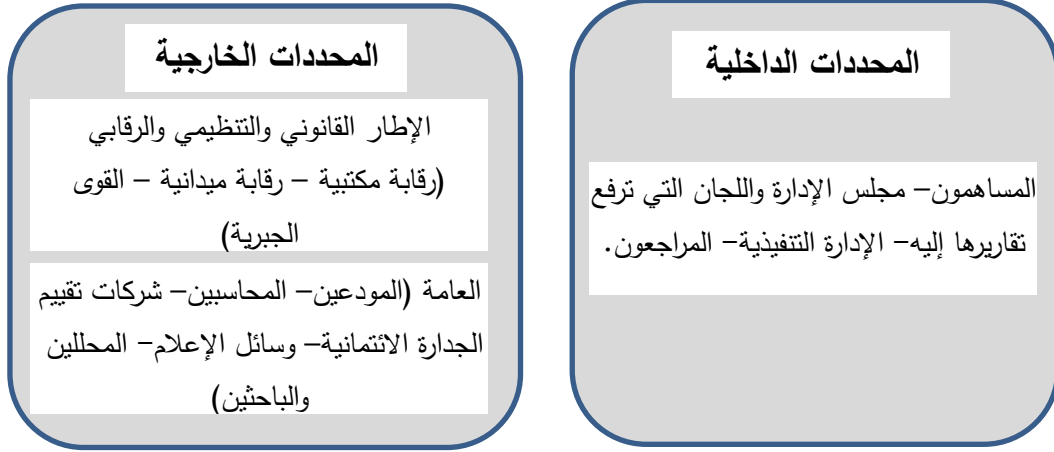 المحددات الداخلية
المساهمون– مجلس الإدارة واللجان التي ترفع
تقاريرها إليه– الإدارة التنفيذية– المراجعون.
المحددات الخارجية
الإطار القانوني والتنظيمي والرقابي
(رقابة مكتبية – رقابة ميدانية – القوى
الجبرية)
العامة (المودعين– المحاسبين– شركات تقييم
الجدارة الائتمانية– وسائل الإعلام– المحللين
والباحثين)